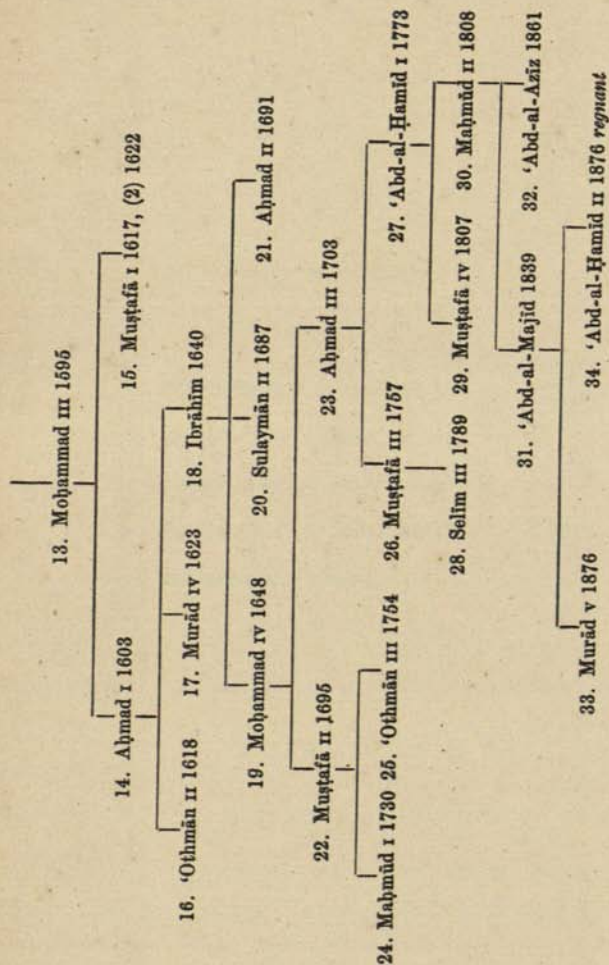 13. Moḥammad III 1595
14. Aḥmad I 1603 15. Muṣṭafā I 1617, (2) 1622
16. ‘Othmān II 1618 17. Murād IV 1623 18. Ibrāhīm 1640
19. Moḥammad IV 1648 20. Sulaymān II 1687 21. Aḥmad II 1691
22. Muṣṭafā II 1695 23. Aḥmad III 1703
24. Maḥmūd I 1730 25. ‘Othmān III 1754 26. Muṣṭafā III 1757 27. ‘Abd-al-Ḥamīd I 1773
28. Selīm III 1789 29. Muṣṭafā IV 1807 30. Maḥmūd II 1808
31. ‘Abd-al-Majīd 1839 32. ‘Abd-al-Azīz 1861
33. Murād V 1876 34. ‘Abd-al-Ḥamīd II 1876 regnant